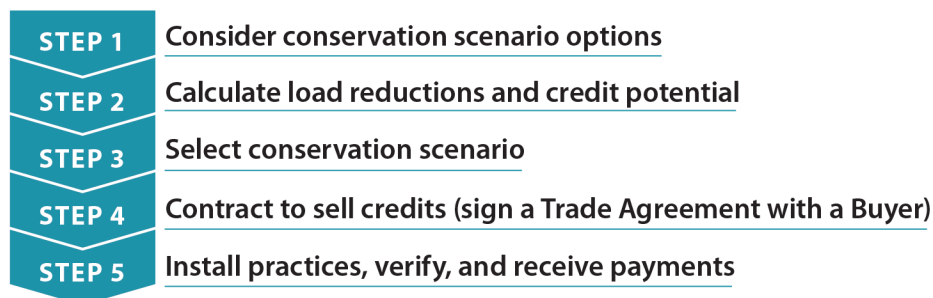 STEP 1 Consider conservation scenario options
STEP 2 Calculate load reductions and credit potential
STEP 3 Select conservation scenario
STEP 4 Contract to sell credits (sign a Trade Agreement with a Buyer)
STEP 5 Install practices, verify, and receive payments